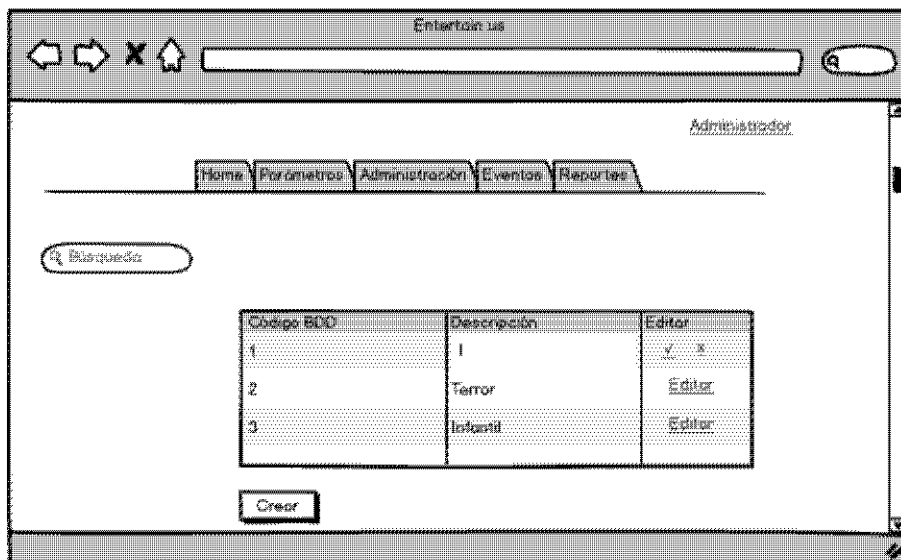 Entertain us
Administrador
Home Parámetros Administración Eventos Reportes
Búsqueda
Código BDD Descripción Editar
1 I √ x
2 Terror Editar
3 Infantil Editar
Crear